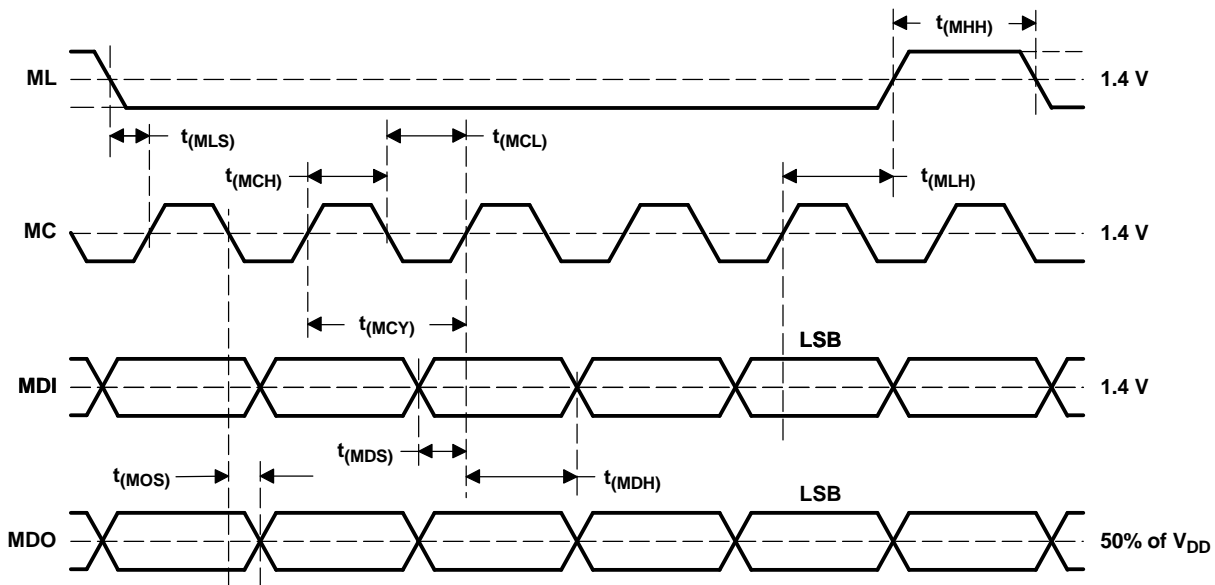 t(MHH)
ML
1.4 V
t(MLS)
t(MCL)
t(MCH)
t(MLH)
MC
1.4 V
t(MCY)
LSB
MDI
1.4 V
t(MDS)
t(MOS)
t(MDH)
LSB
MDO
50% of VDD